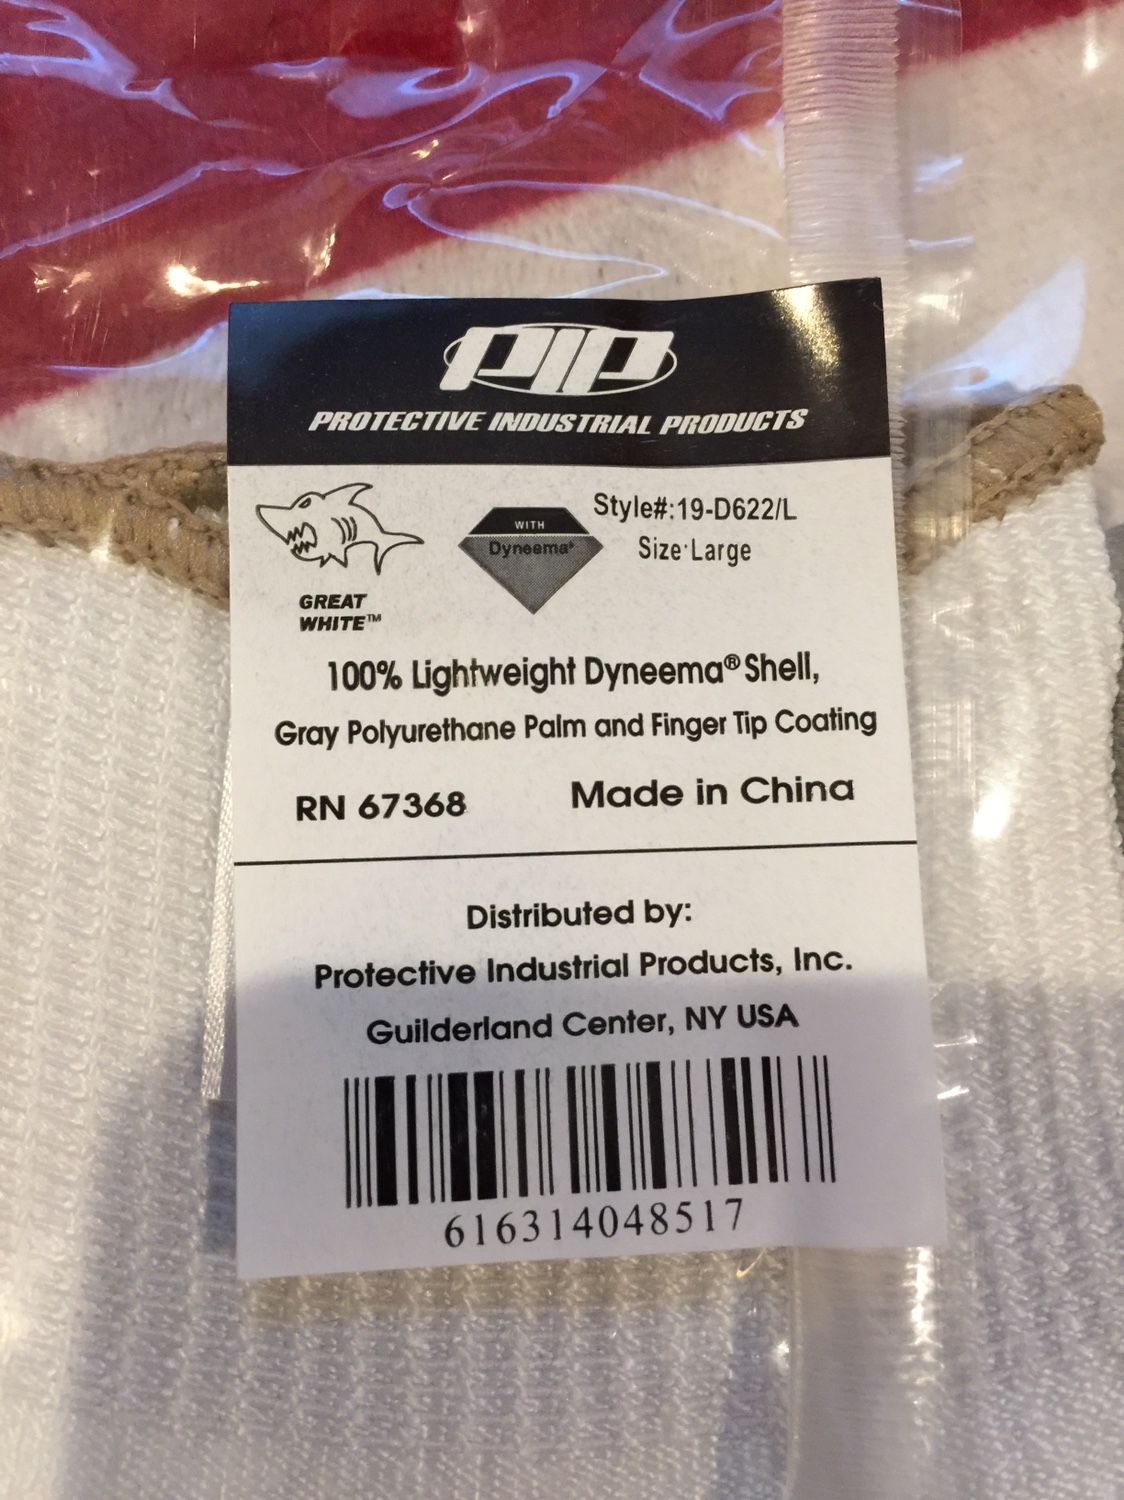 PIP
PROTECTIVE INDUSTRIAL PRODUCTS
GREAT
WHITE™
WITH
Dyneema®
Style#:19-D622/L
Size:Large
100% Lightweight Dyneema® Shell,
Gray Polyurethane Palm and Finger Tip Coating
RN 67368 Made in China
Distributed by:
Protective Industrial Products, Inc.
Guilderland Center, NY USA
616314048517